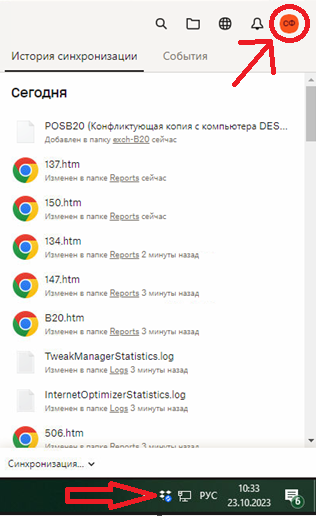 СФ
История синхронизации События
Сегодня
POSB20 (Конфликтующая копия с компьютера DES...
Добавлен в папку exch-B20 сейчас
137.htm
Изменен в папке Reports сейчас
150.htm
Изменен в папке Reports сейчас
134.htm
Изменен в папке Reports 2 минуты назад
147.htm
Изменен в папке Reports 3 минуты назад
B20.htm
Изменен в папке Reports 3 минуты назад
TweakManagerStatistics.log
Изменен в папке Logs 3 минуты назад
InternetOptimizerStatistics.log
Изменен в папке Logs 3 минуты назад
506.htm
Изменен в папке Reports 3 минуты назад
Синхронизация...
РУС 10:33
23.10.2023 6